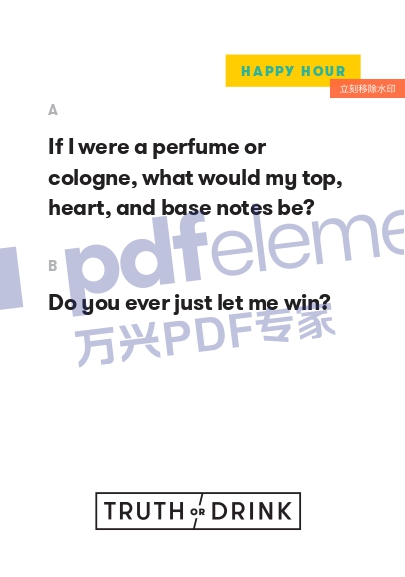 HAPPY HOUR
立刻移除水印
A
If I were a perfume or
cologne, what would my top,
heart, and base notes be?
pdfeleme
B
Do you ever just let me win?
万兴PDF专家
TRUTH OR DRINK